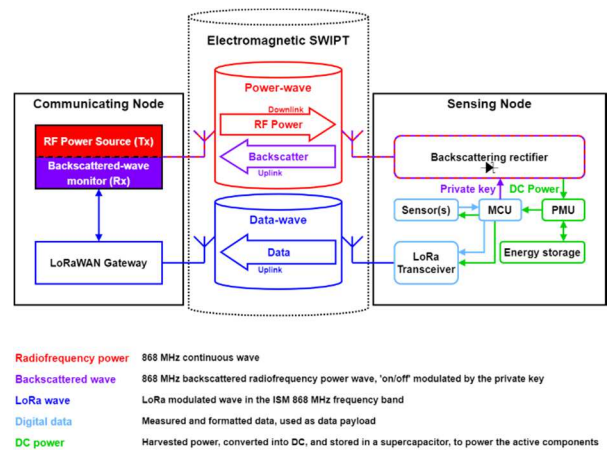 Electromagnetic SWIPT
Power-wave
Downlink
RF Power
Backscatter
Uplink
Data-wave
Data
Uplink
Communicating Node
RF Power Source (Tx)
Backscattered-wave
monitor (Rx)
LoRaWAN Gateway
Sensing Node
Backscattering rectifier
Private key
DC Power
Sensor(s)
MCU
PMU
LoRa
Transceiver
Energy storage
Radiofrequency power 868 MHz continuous wave
Backscattered wave 868 MHz backscattered radiofrequency power wave, 'on/off' modulated by the private key
LoRa wave LoRa modulated wave in the ISM 868 MHz frequency band
Digital data Measured and formatted data, used as data payload
DC power Harvested power, converted into DC, and stored in a supercapacitor, to power the active components